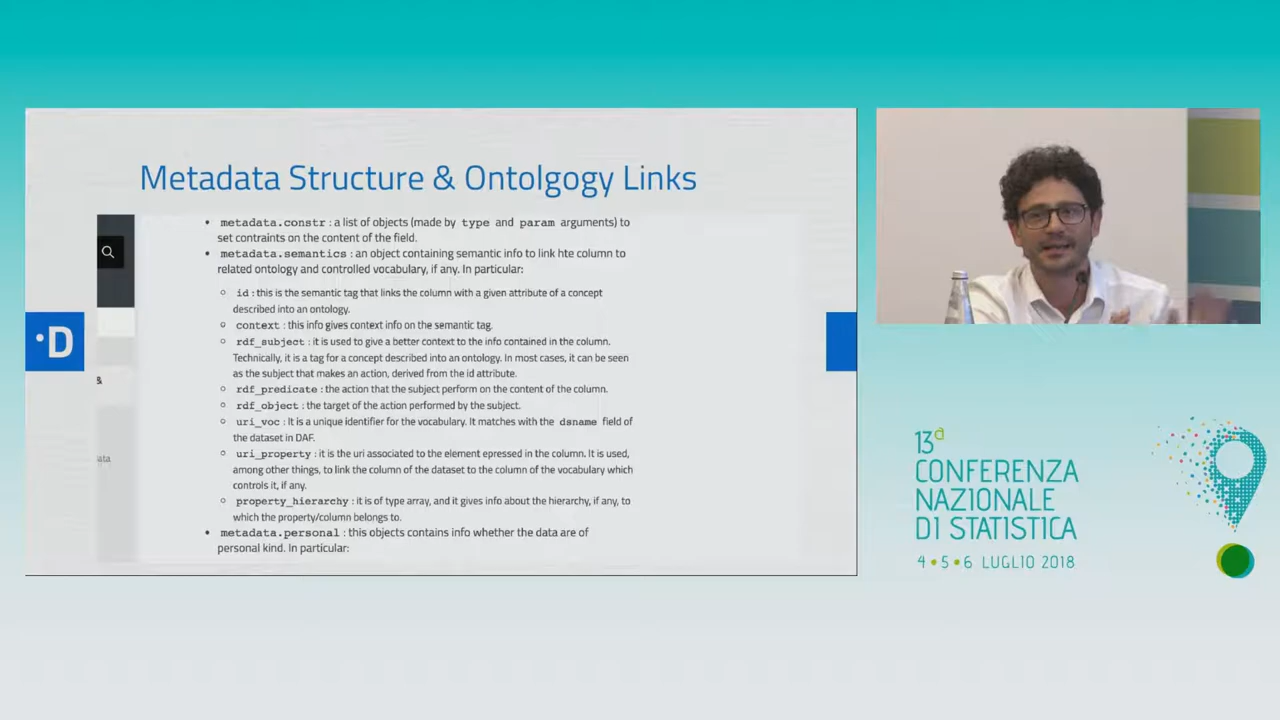 Metadada Structure & Ontolgogy Links
metadata.constr : a list of objects (made by type and param arguments) to
set contraints on the content of the field.
metadata.semantics : an object containing semantic info to link hte column to
related ontology and controlled vocabulary, if any. In particular:
id : this is the semantic tag that links the column with a given attribute of a concept
described into an ontology.
context : this info gives context info on the semantic tag.
rdf_subject : it is used to give a better context to the info contained in the column.
Technically, it is a tag for a concept described into an ontology. In most cases, it can be seen
as the subject that makes an action, derived from the id attribute.
rdf_predicate : the action that the subject perform on the content of the column.
rdf_object : the target of the action performed by the subject.
uri_voc : It is a unique identifier for the vocabulary. It matches with the dsname field of
the dataset in DAF.
uri_property : it is the uri associated to the element epressed in the column. It is used,
among other things, to link the column of the dataset to the column of the vocabulary which
controls it, if any.
property_hierarchy : it is of type array, and it gives info about the hierarchy, if any, to
which the property/column belongs to.
metadata.personal : this objects contains info whether the data are of
personal kind. In particular:
D
&
ata
13ª
CONFERENZA
NAZIONALE
DI STATISTICA
4 • 5 • 6 LUGLIO 2018